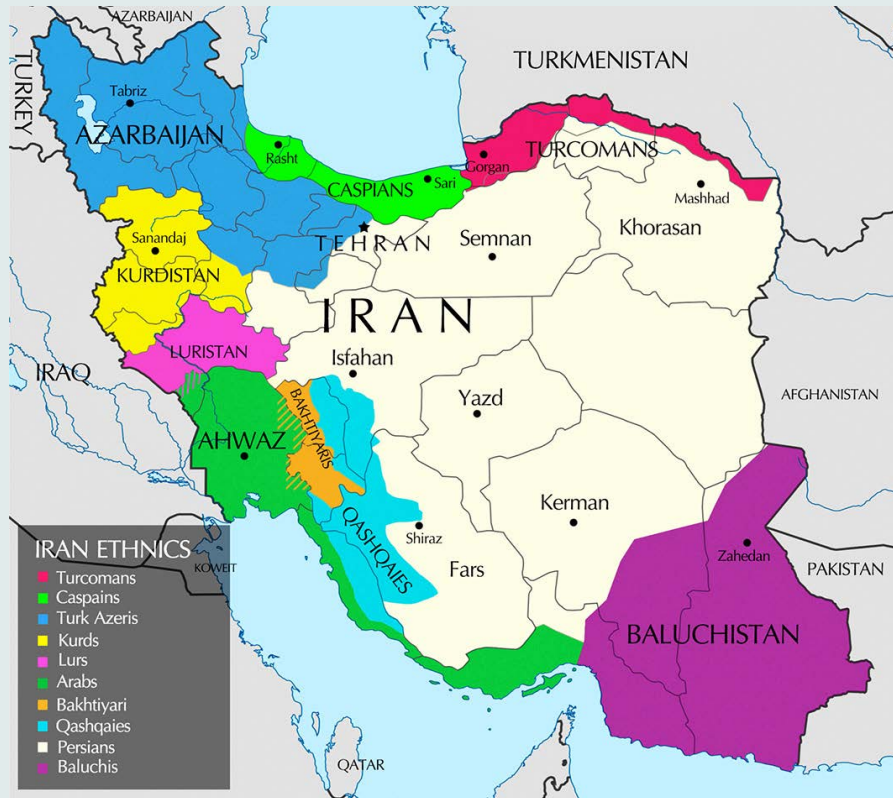 AZARBAIJAN
TURKEY
TURKMENISTAN
Tabriz
AZARBAIJAN
Rasht
CASPIANS
Sari
Gorgan
TURCOMANS
Mashhad
Khorasan
TEHRAN
Semnan
Sanandaj
KURDISTAN
IRAN
LURISTAN
Isfahan
IRAQ
BAKHTIYARIS
Yazd
AFGHANISTAN
AHWAZ
QASHQAIES
Shiraz
Kerman
Fars
Zahedan
PAKISTAN
BALUCHISTAN
KOWEIT
QATAR
IRAN ETHNICS
Turcomans
Caspains
Turk Azeris
Kurds
Lurs
Arabs
Bakhtiyari
Qashqaies
Persians
Baluchis